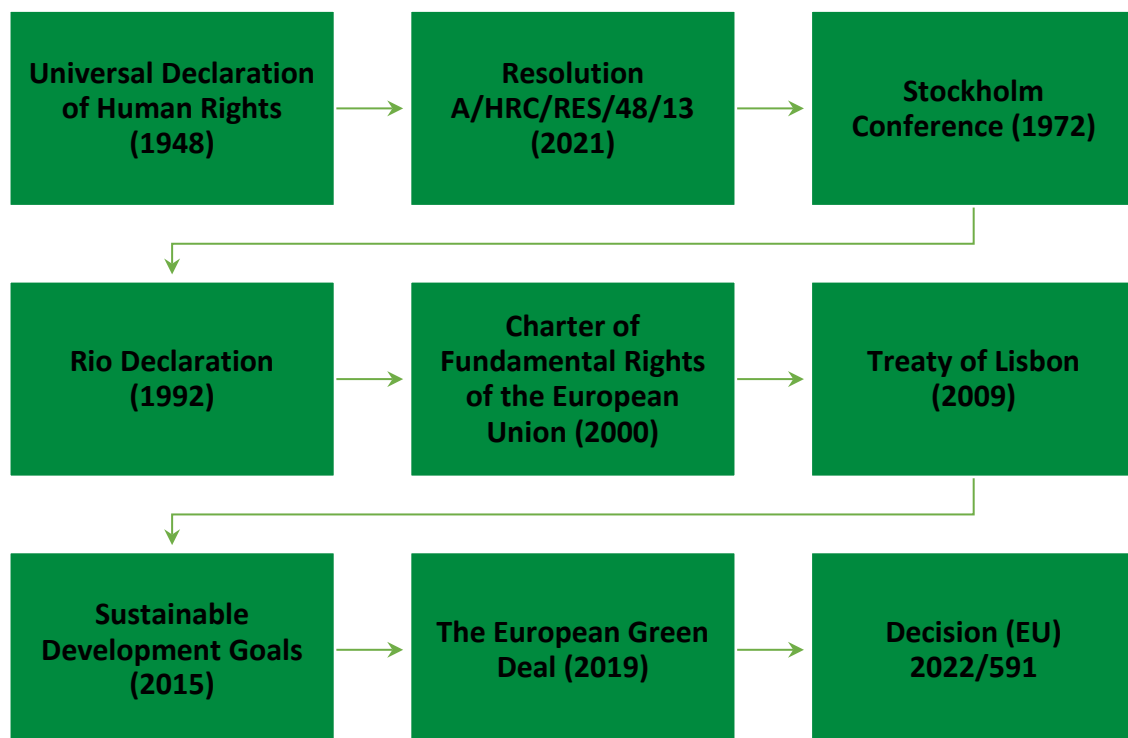 Universal Declaration
of Human Rights
(1948)
Resolution
A/HRC/RES/48/13
(2021)
Stockholm
Conference (1972)
Rio Declaration
(1992)
Charter of
Fundamental Rights
of the European
Union (2000)
Treaty of Lisbon
(2009)
Sustainable
Development Goals
(2015)
The European Green
Deal (2019)
Decision (EU)
2022/591